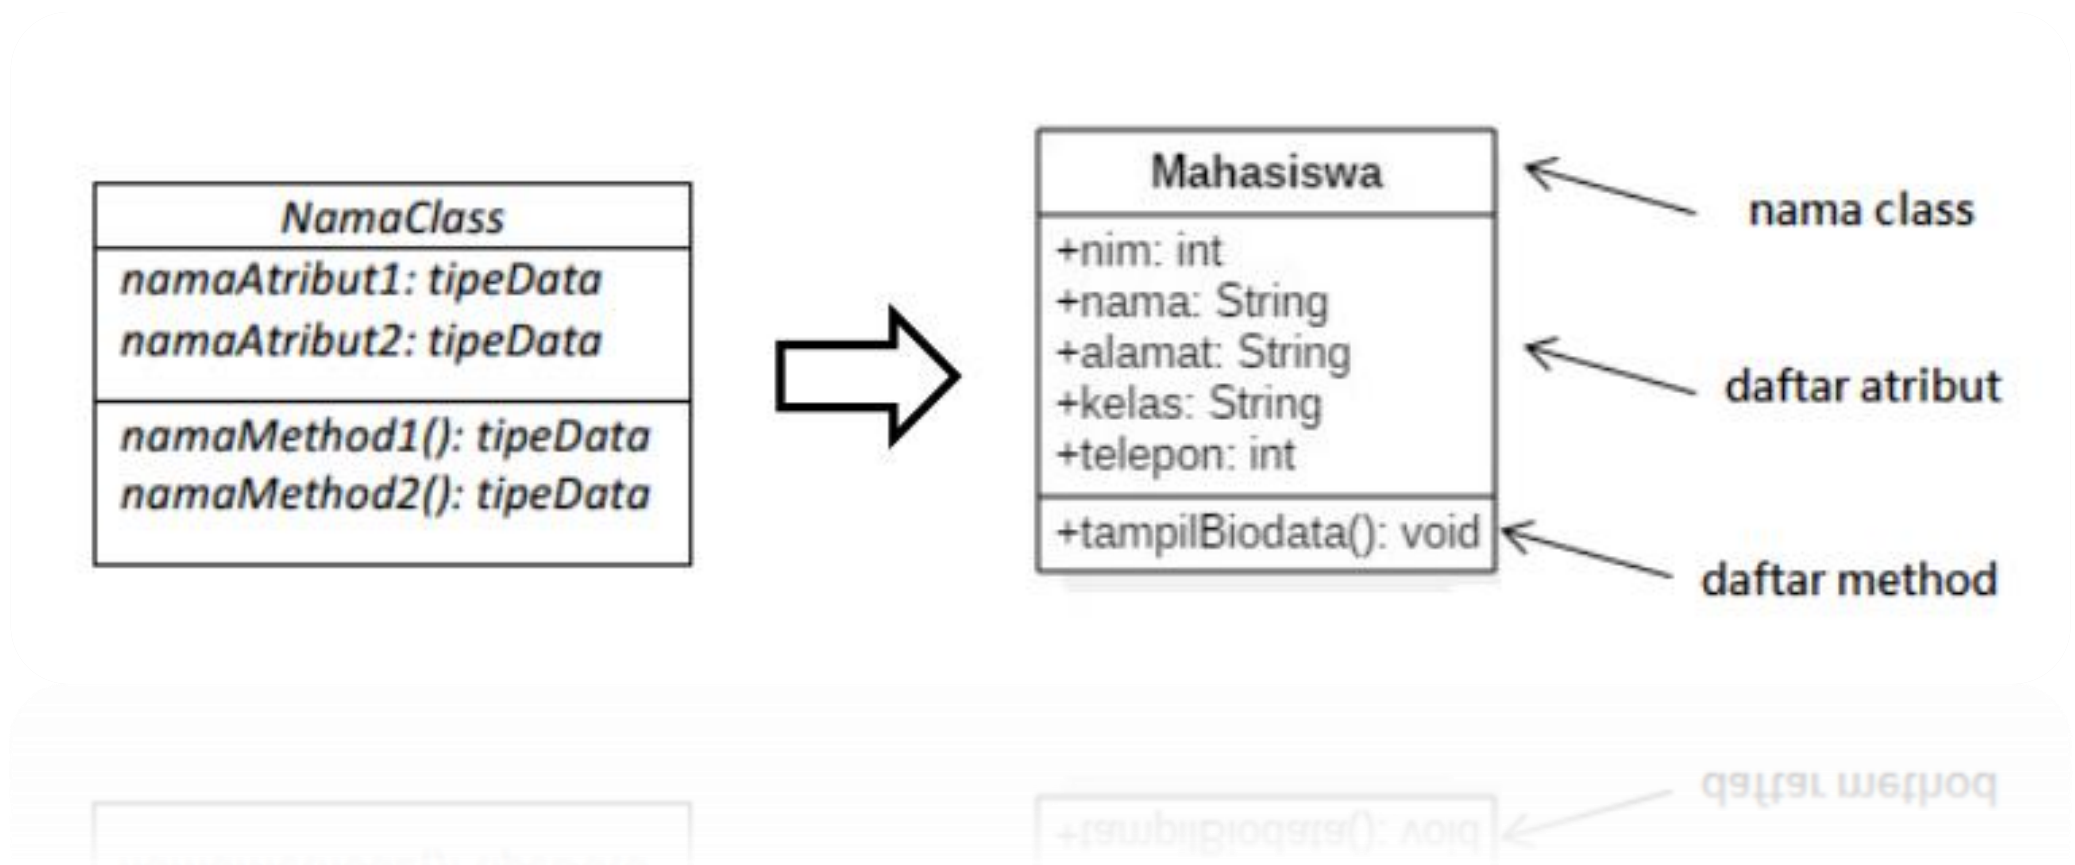 NamaClass
namaAtribut1: tipeData
namaAtribut2: tipeData
namaMethod1(): tipeData
namaMethod2(): tipeData
Mahasiswa
+nim: int
+nama: String
+alamat: String
+kelas: String
+telepon: int
+tampilBiodata(): void
nama class
daftar atribut
daftar method